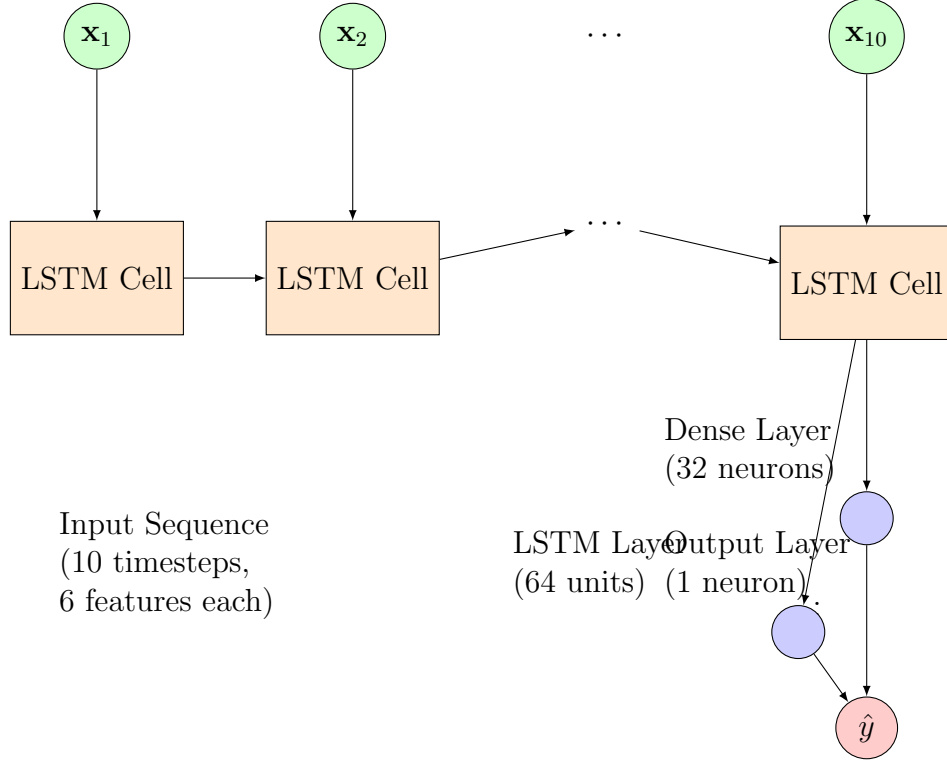 x₁
x₂
...
x₁₀
LSTM Cell
LSTM Cell
...
LSTM Cell
Dense Layer
(32 neurons)
Input Sequence
(10 timesteps,
6 features each)
LSTM Layer
(64 units)
Output Layer
(1 neuron)
.
ŷ